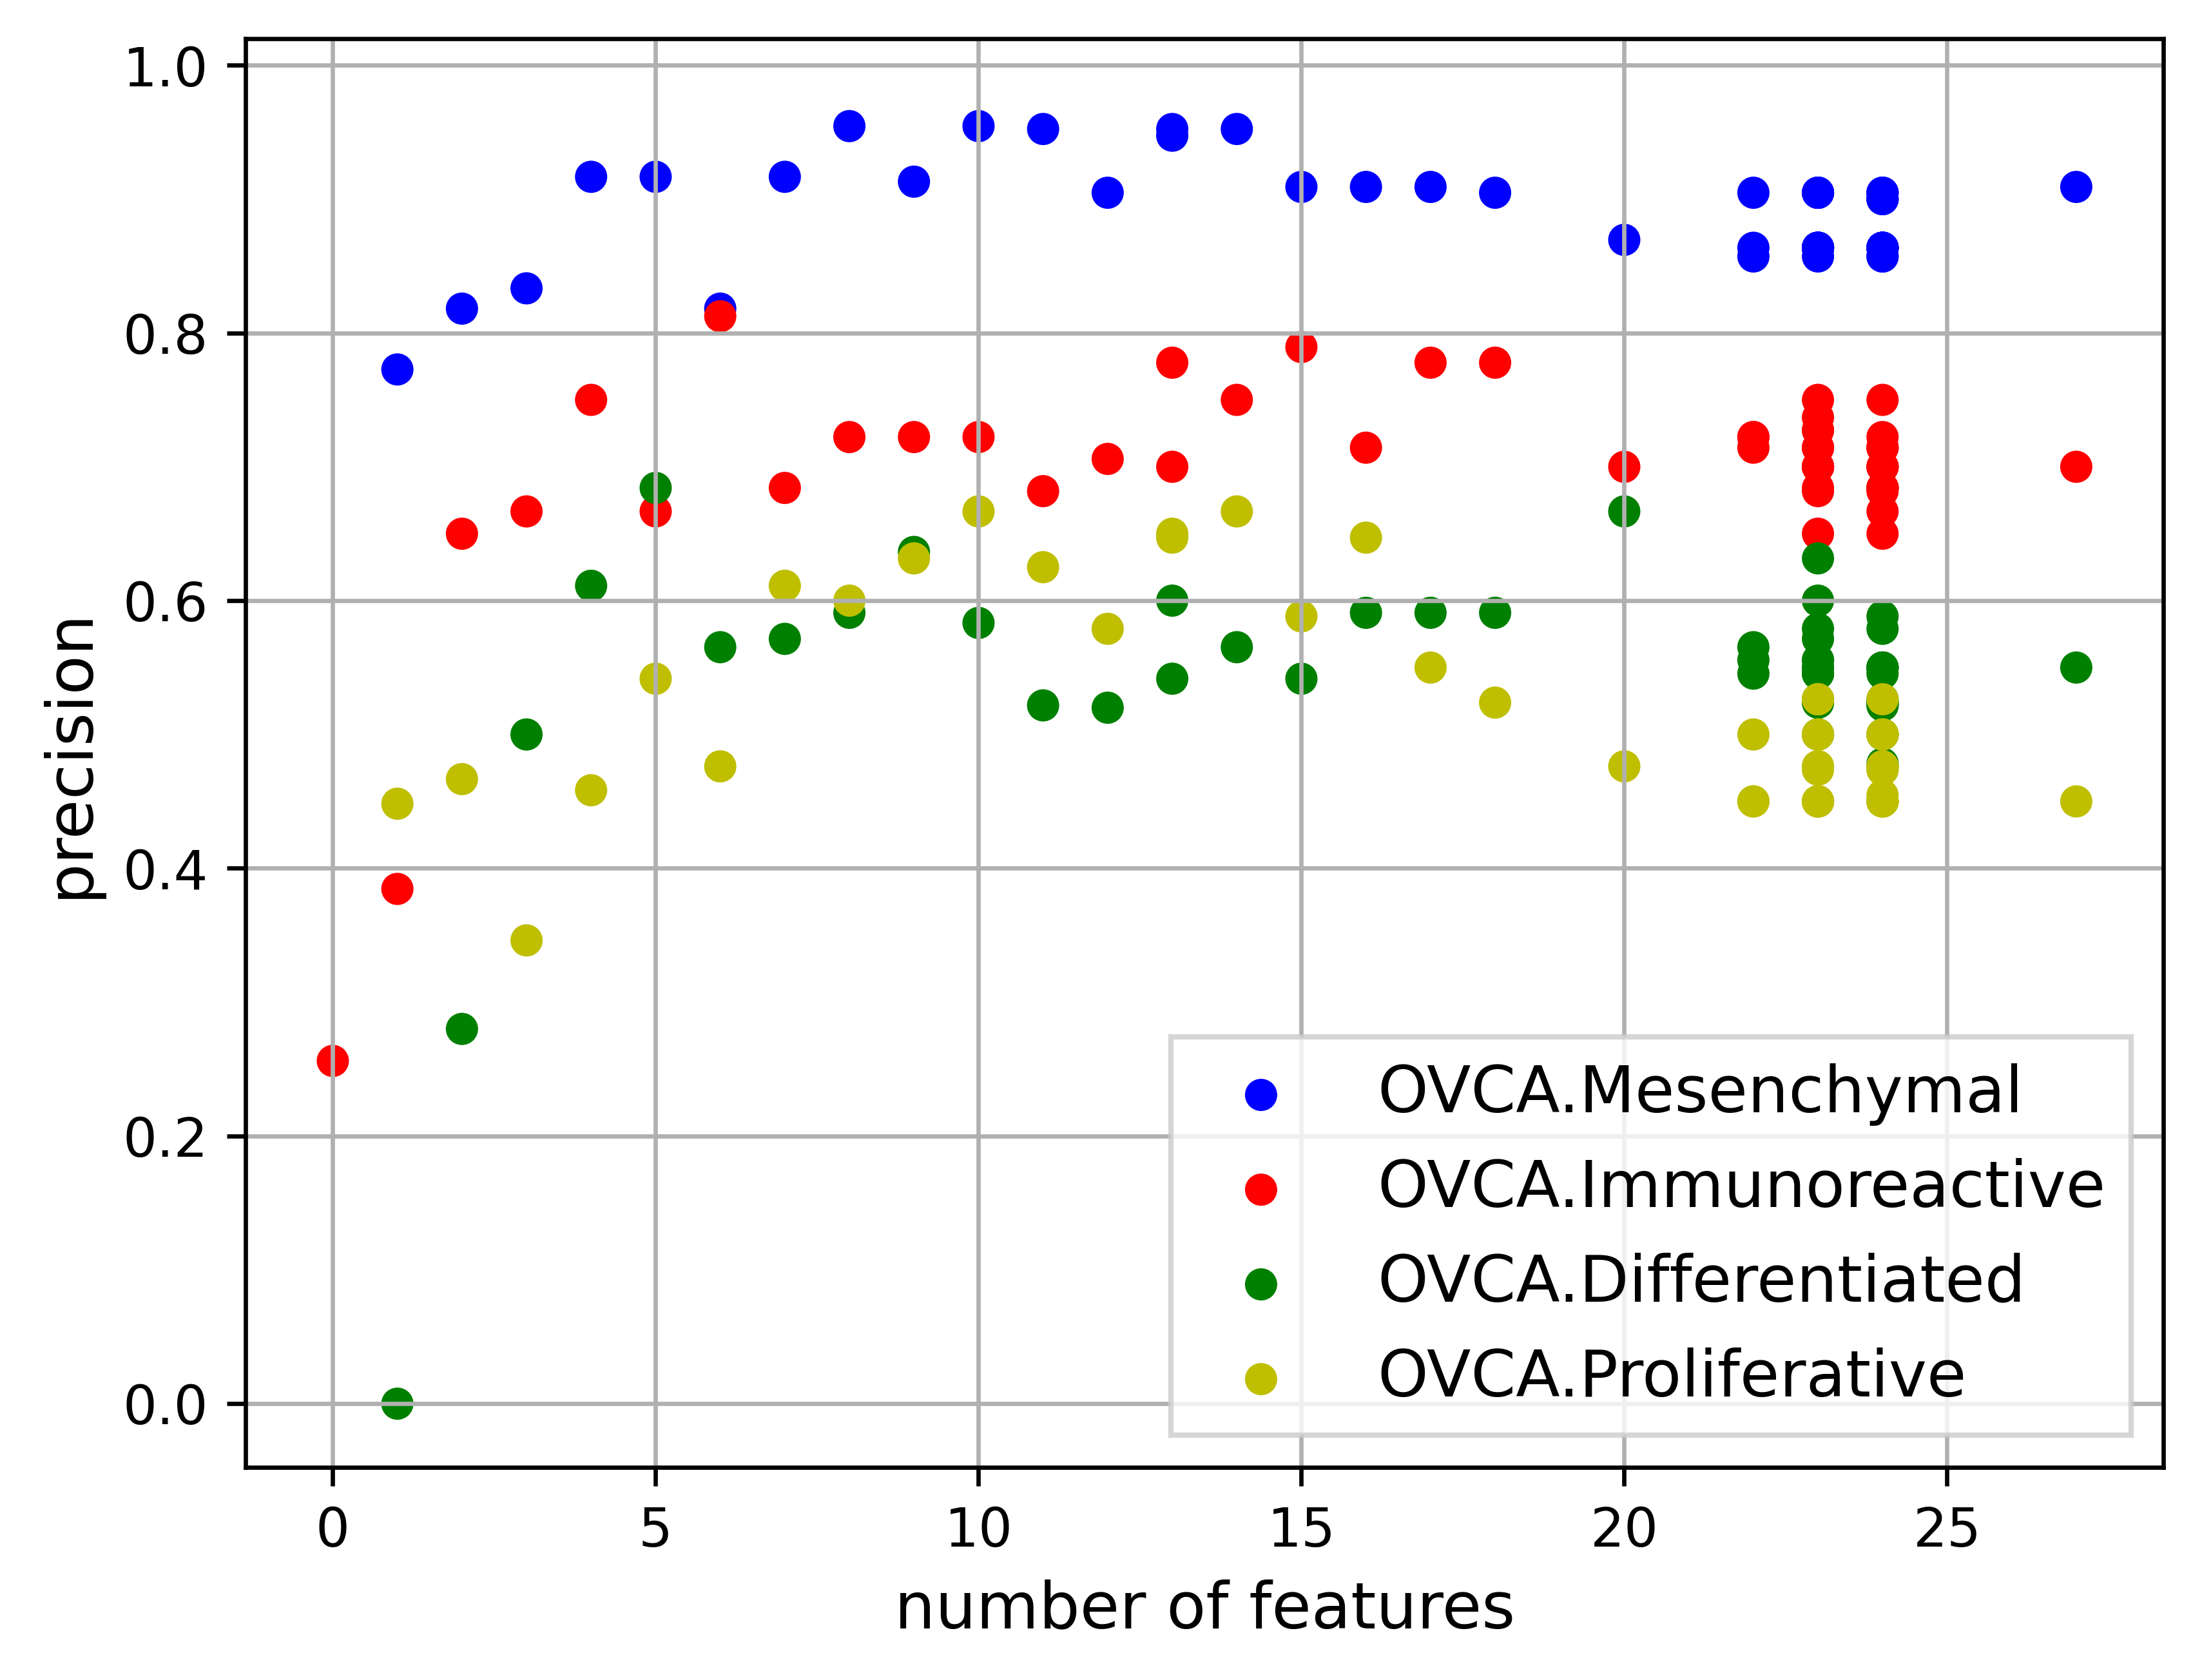 1.0
0.8
0.6
0.4
0.2
0.0
precision
0 5 10 15 20 25
number of features
OVCA.Mesenchymal
OVCA.Immunoreactive
OVCA.Differentiated
OVCA.Proliferative